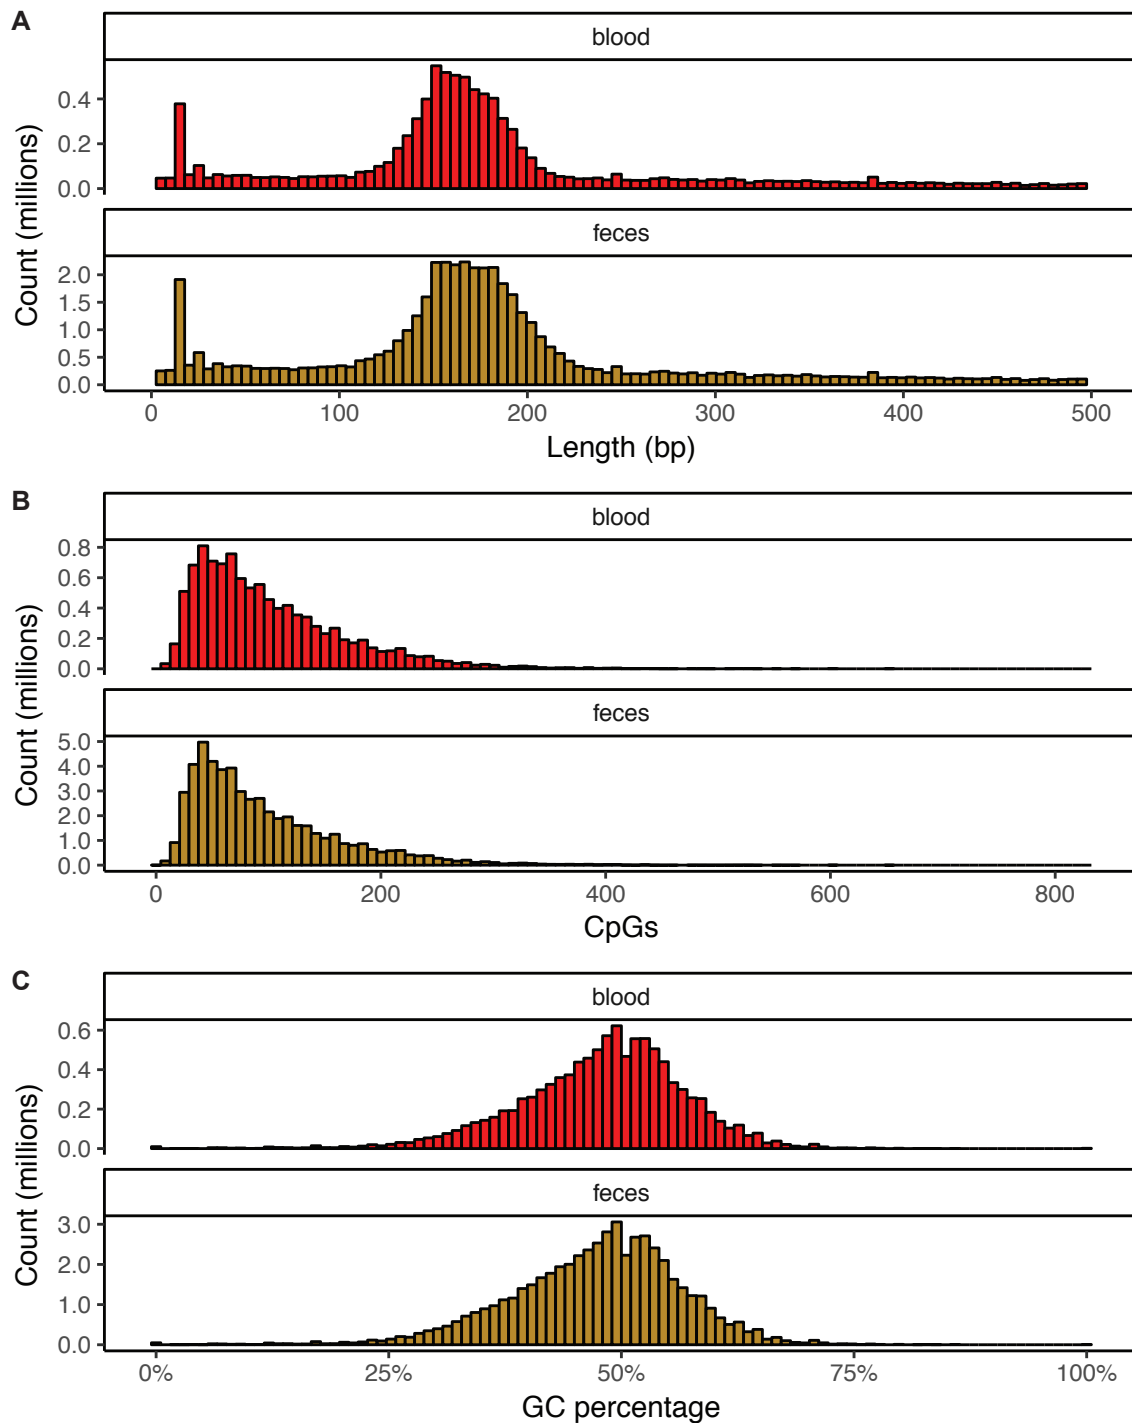 A
blood
Count (millions)
0.4
0.2
0.0
feces
2.0
1.5
1.0
0.5
0.0
0 100 200 300 400 500
Length (bp)
B
blood
Count (millions)
0.8
0.6
0.4
0.2
0.0
feces
5.0
4.0
3.0
2.0
1.0
0.0
0 200 400 600 800
CpGs
C
blood
Count (millions)
0.6
0.4
0.2
0.0
feces
3.0
2.0
1.0
0.0
0% 25% 50% 75% 100%
GC percentage